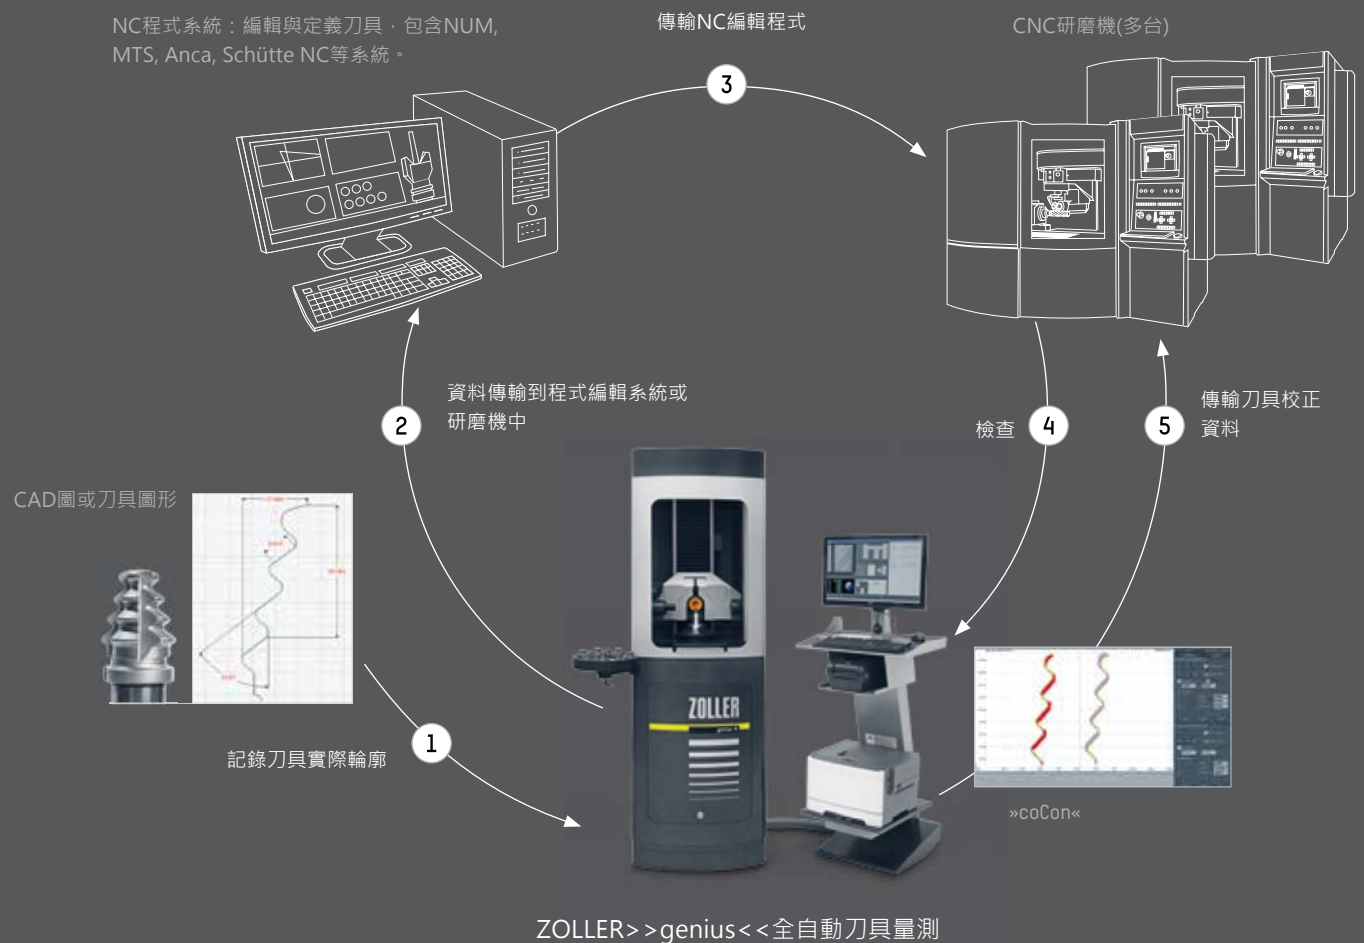 NC程式系統：編輯與定義刀具，包含NUM,
MTS, Anca, Schütte NC等系統。
傳輸NC編輯程式
CNC研磨機(多台)
3
資料傳輸到程式編輯系統或
研磨機中
2
檢查
4
5
傳輸刀具校正
資料
CAD圖或刀具圖形
ZOLLER
genius
1
記錄刀具實際輪廓
»coCon«
ZOLLER>>genius<<全自動刀具量測